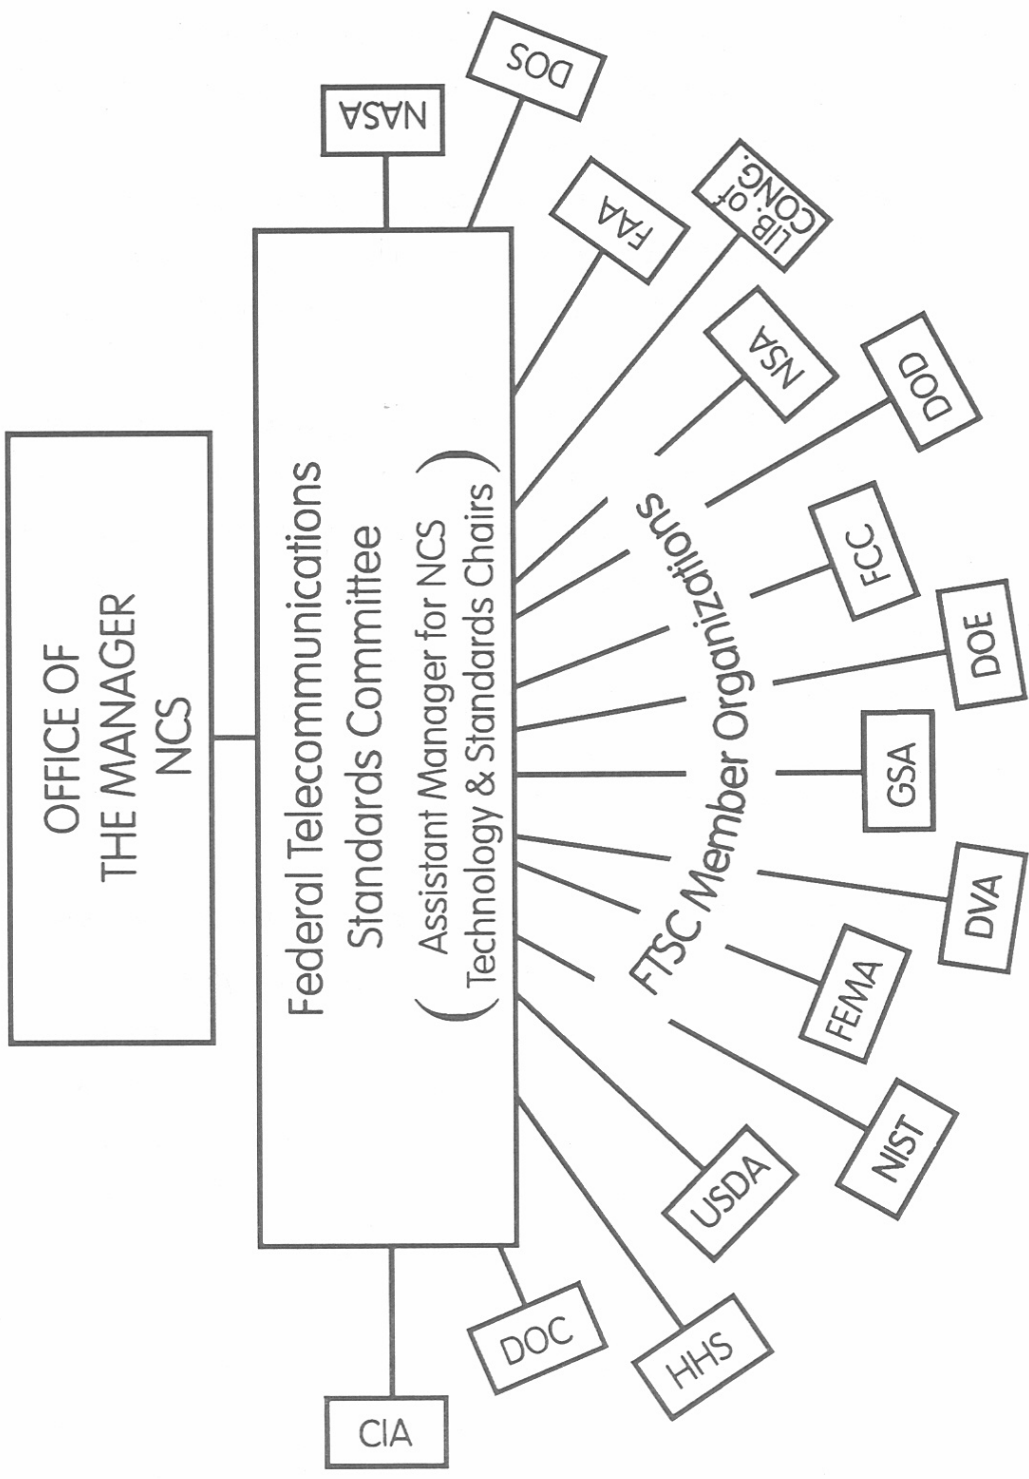 OFFICE OF
THE MANAGER
NCS
Federal Telecommunications
Standards Committee
(Assistant Manager for NCS
Technology & Standards Chairs)
CIA
DOC
HHS
USDA
NIST
FEMA
DVA
GSA
DOE
FCC
DOD
NSA
LIB. of
CONG.
FAA
DOS
NASA
FTSC Member Organizations